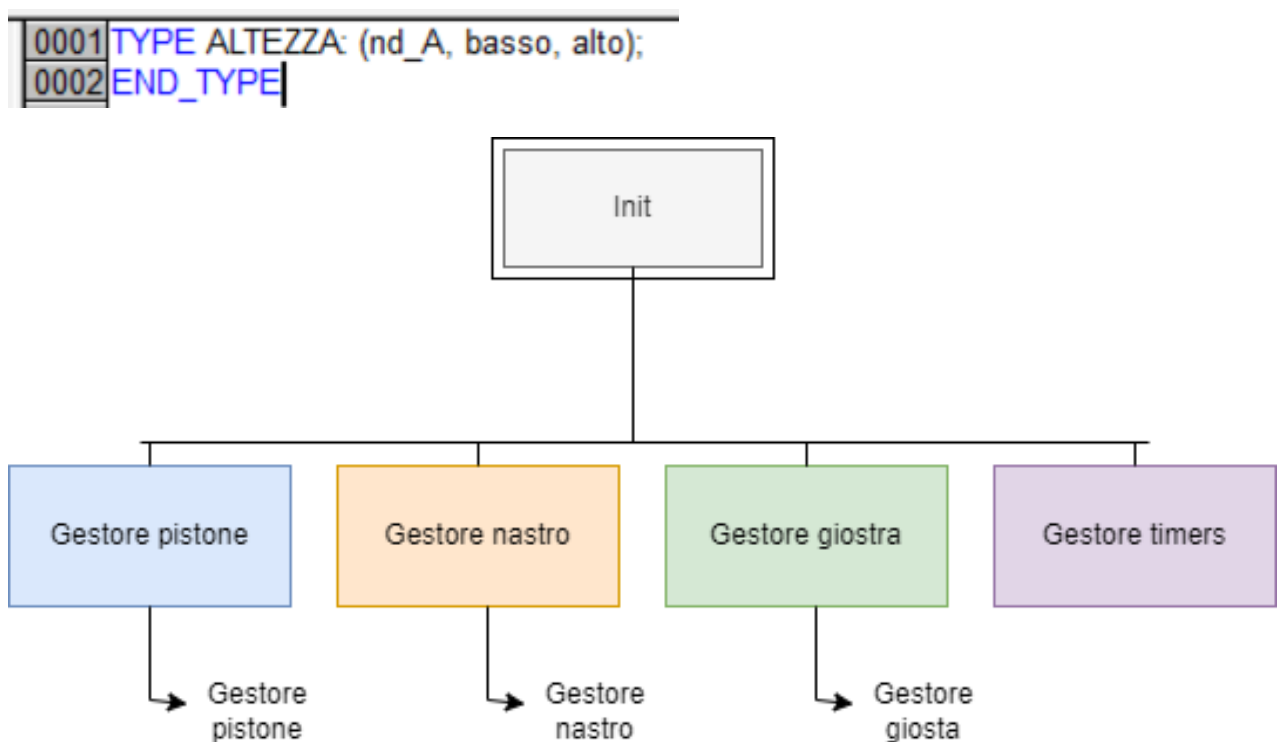 0001 TYPE ALTEZZA: (nd_A, basso, alto);
0002 END_TYPE
Init
Gestore pistone
Gestore nastro
Gestore giostra
Gestore timers
Gestore
pistone
Gestore
nastro
Gestore
giosta